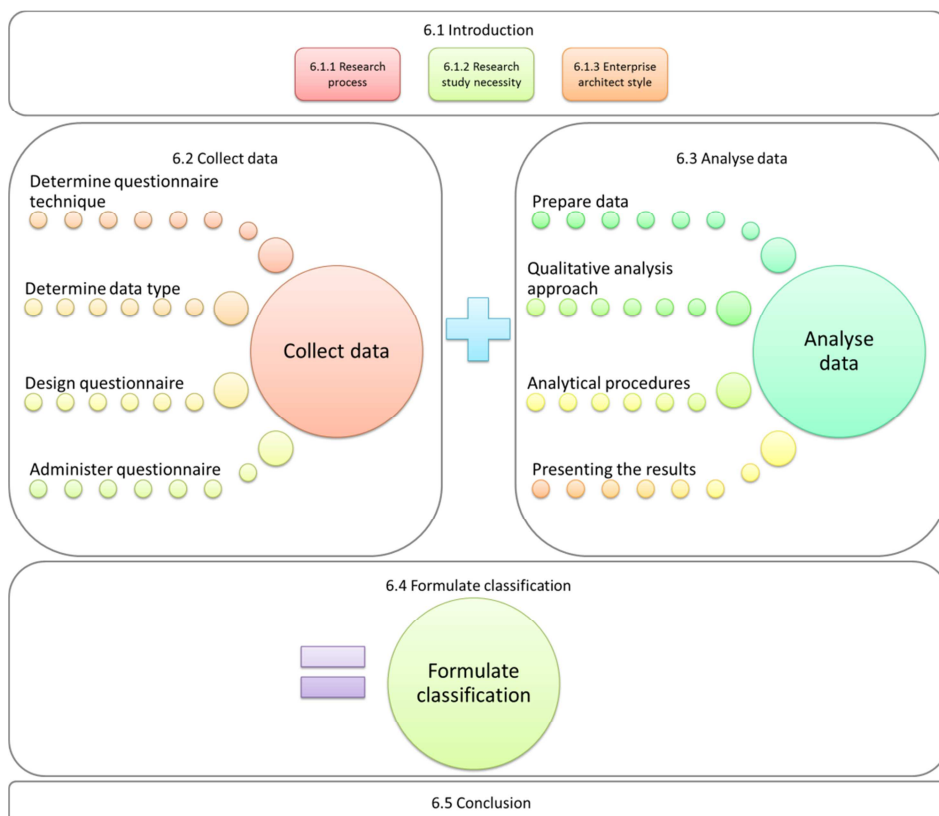 6.1 Introduction
6.1.1 Research
process
6.1.2 Research
study necessity
6.1.3 Enterprise
architect style
6.2 Collect data
Determine questionnaire
technique
Determine data type
Design questionnaire
Administer questionnaire
Collect data
6.3 Analyse data
Prepare data
Qualitative analysis
approach
Analytical procedures
Presenting the results
Analyse
data
6.4 Formulate classification
Formulate
classification
6.5 Conclusion